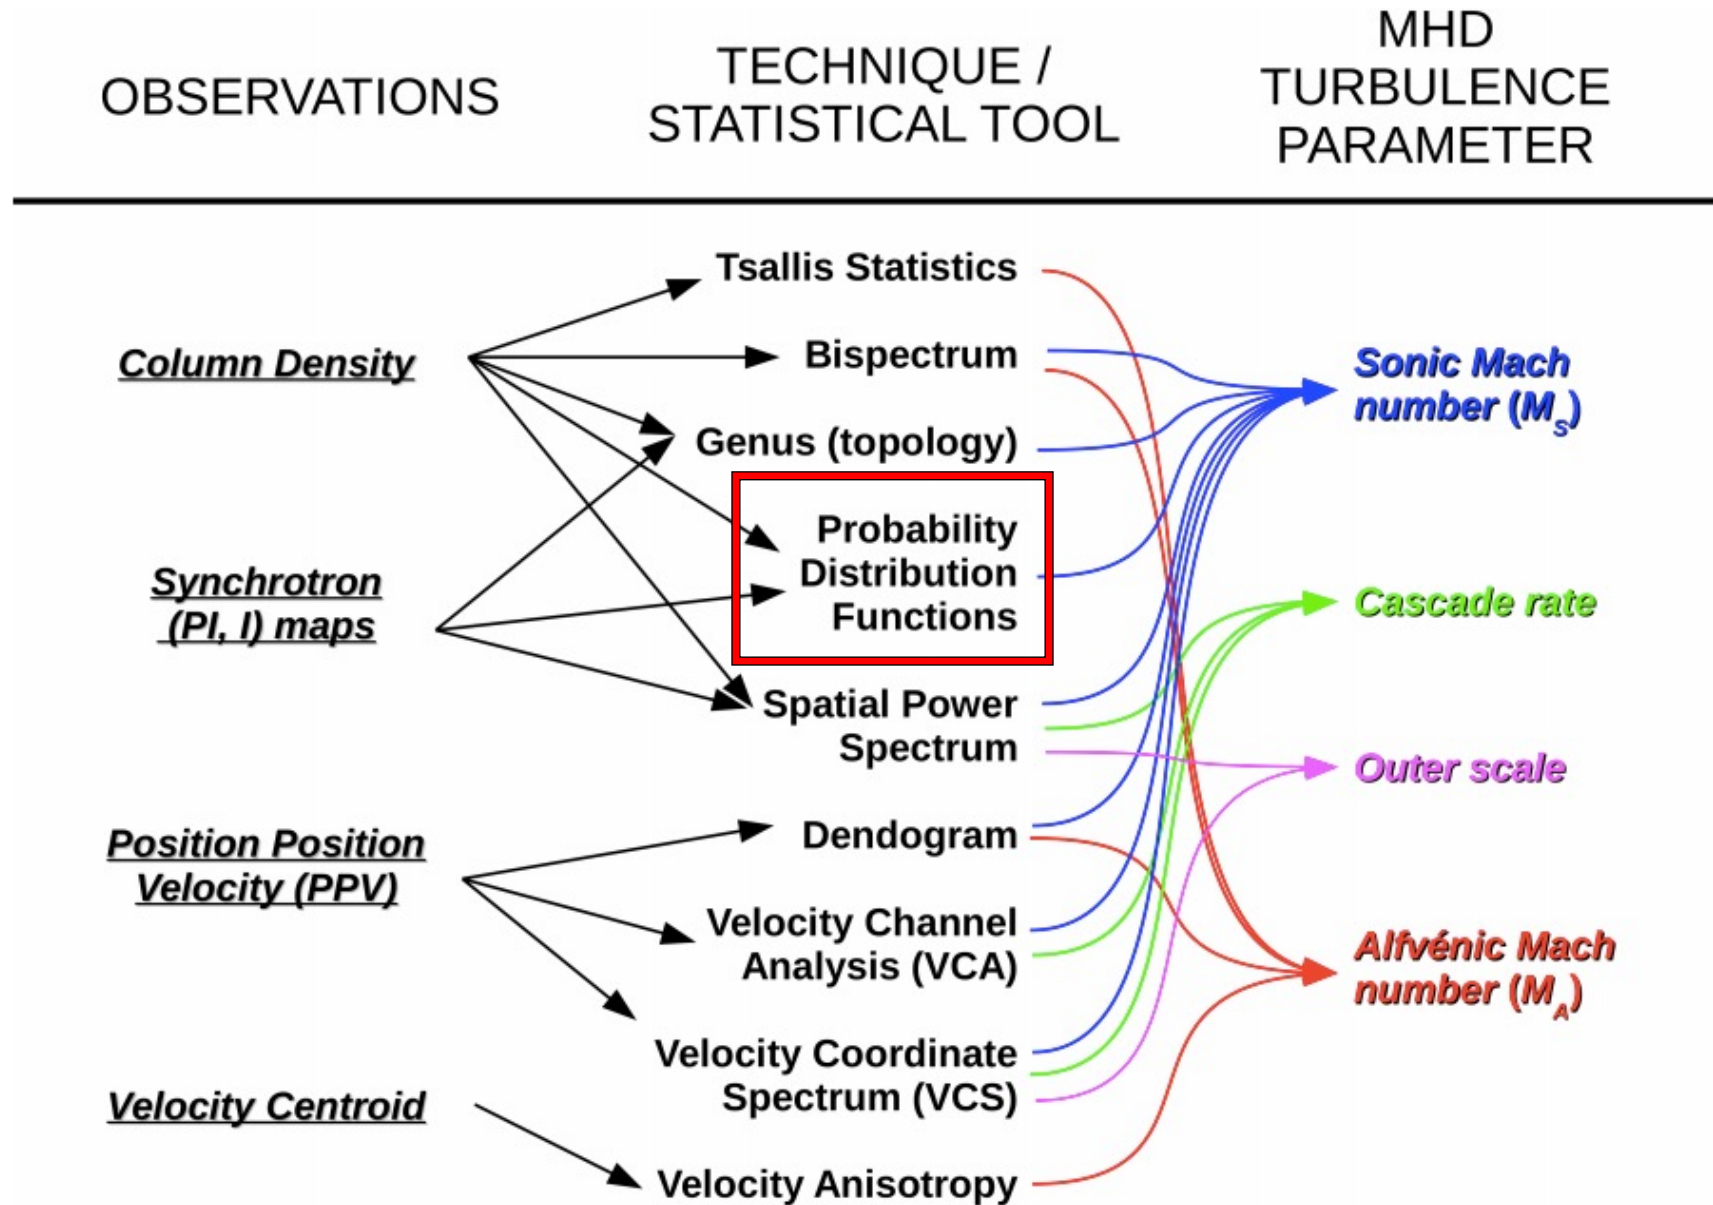 OBSERVATIONS
TECHNIQUE /
STATISTICAL TOOL
MHD
TURBULENCE
PARAMETER
Column Density
Synchrotron
(PI, I) maps
Position Position
Velocity (PPV)
Velocity Centroid
Tsallis Statistics
Bispectrum
Genus (topology)
Probability
Distribution
Functions
Spatial Power
Spectrum
Dendogram
Velocity Channel
Analysis (VCA)
Velocity Coordinate
Spectrum (VCS)
Velocity Anisotropy
Sonic Mach
number (M_S)
Cascade rate
Outer scale
Alfvénic Mach
number (M_A)